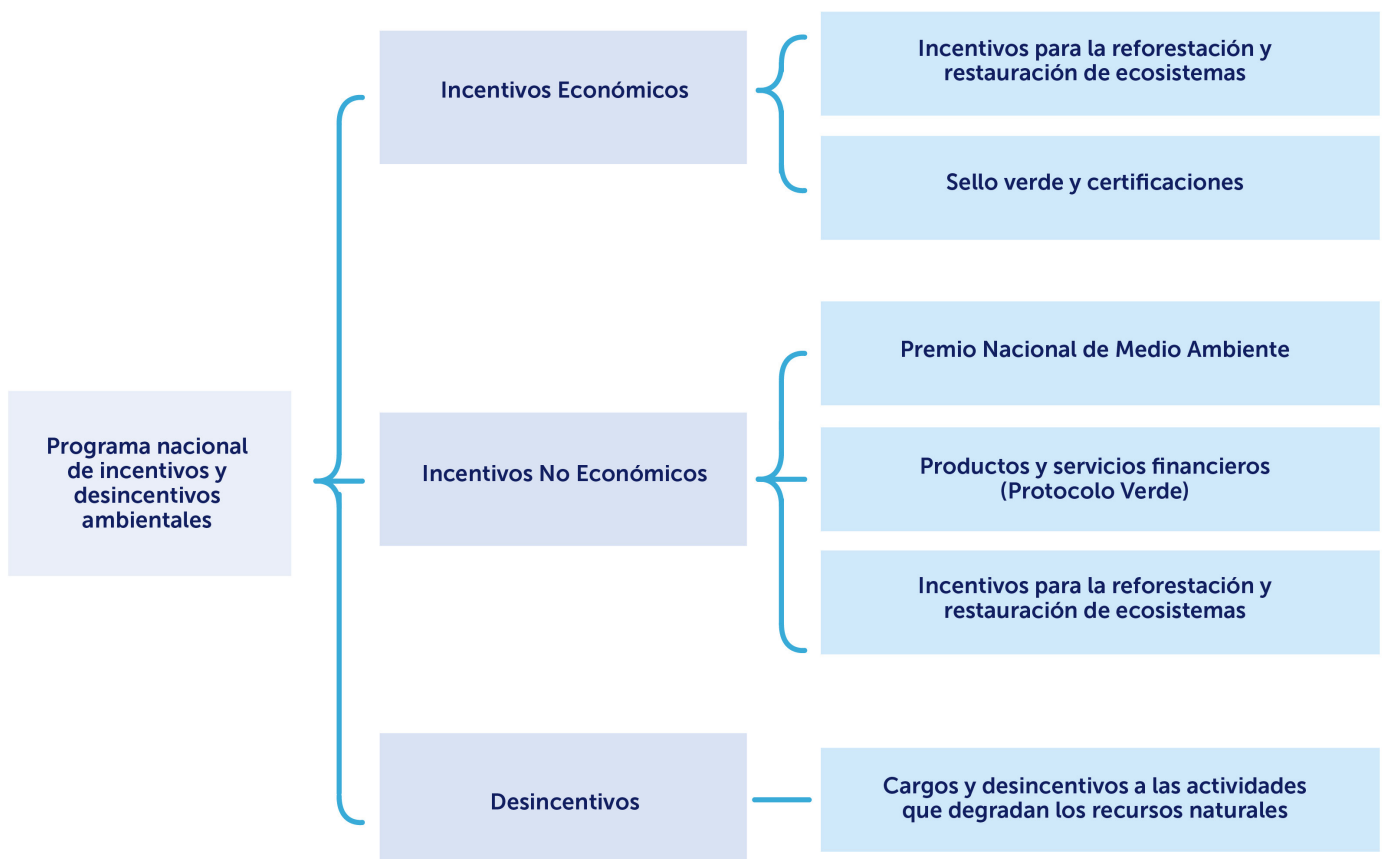 Programa nacional
de incentivos y
desincentivos
ambientales
Incentivos Económicos
Incentivos para la reforestación y
restauración de ecosistemas
Sello verde y certificaciones
Incentivos No Económicos
Premio Nacional de Medio Ambiente
Productos y servicios financieros
(Protocolo Verde)
Incentivos para la reforestación y
restauración de ecosistemas
Desincentivos
Cargos y desincentivos a las actividades
que degradan los recursos naturales